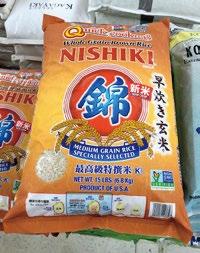 KAGAYAKI
Quick Cooking!
Whole Grain Brown Rice
NISHIKI
早炊き玄米
錦
新米
MEDIUM GRAIN RICE
SPECIALLY SELECTED
最高級特撰米 K
NET WT. 15 LBS (6.8 Kg)
PRODUCT OF U.S.A